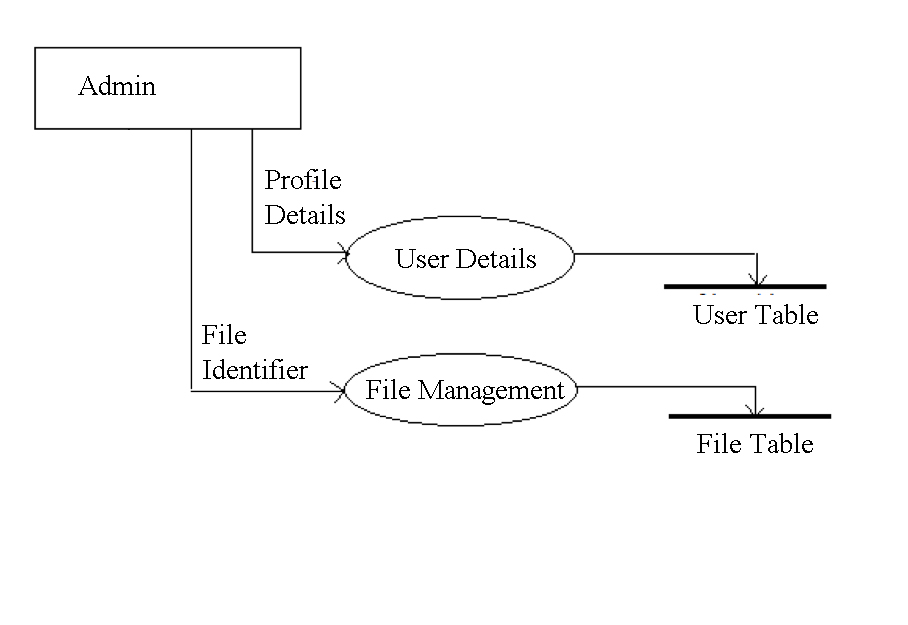 Admin
Profile
Details
User Details
User Table
File
Identifier
File Management
File Table